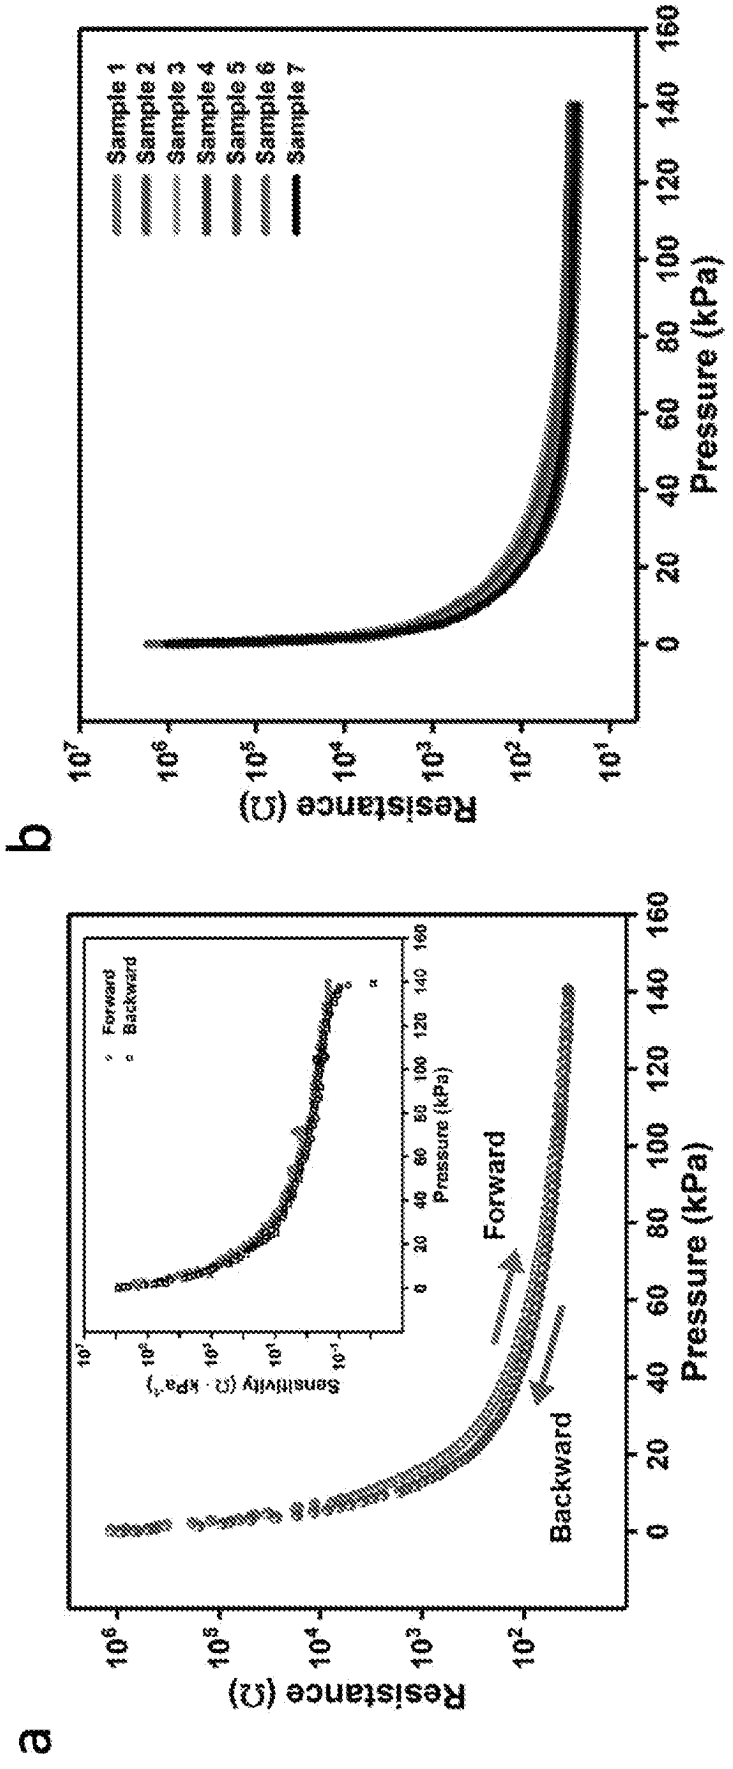 a
Resistance (Ω)
10⁶
10⁵
10⁴
10³
10²
0 20 40 60 80 100 120 140 160
Pressure (kPa)
Forward
Backward
Sensitivity (Ω · kPa⁻¹)
10⁷
10⁵
10³
10¹
10⁻¹
0 20 40 60 80 100 120 140 160
Pressure (kPa)
Forward
Backward
b
Resistance (Ω)
10⁷
10⁶
10⁵
10⁴
10³
10²
10¹
0 20 40 60 80 100 120 140 160
Pressure (kPa)
Sample 1
Sample 2
Sample 3
Sample 4
Sample 5
Sample 6
Sample 7